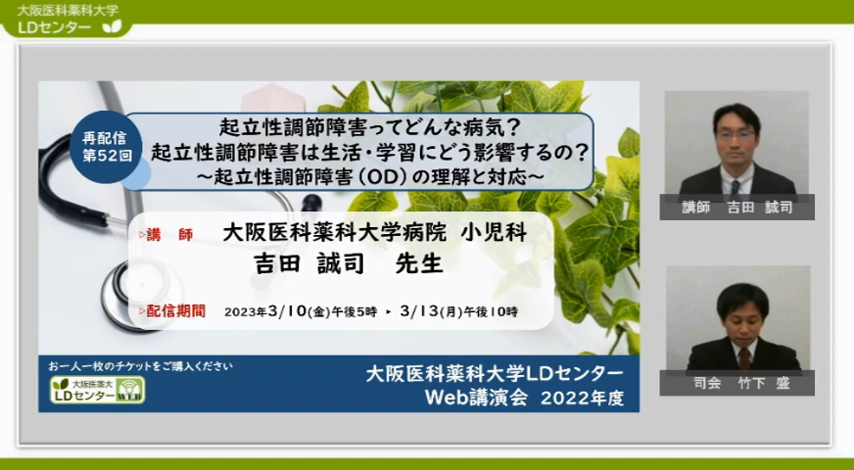 大阪医科薬科大学
LDセンター
再配信
第52回
起立性調節障害ってどんな病気?
起立性調節障害は生活・学習にどう影響するの?
~起立性調節障害(OD)の理解と対応~
▷講 師 大阪医科薬科大学病院 小児科
吉田 誠司 先生
▷配信期間 2023年3/10(金)午後5時 ▸ 3/13(月)午後10時
お一人一枚のチケットをご購入ください
大阪医薬大
LDセンター WEB
大阪医科薬科大学LDセンター
Web講演会 2022年度
講師 吉田 誠司
司会 竹下 盛